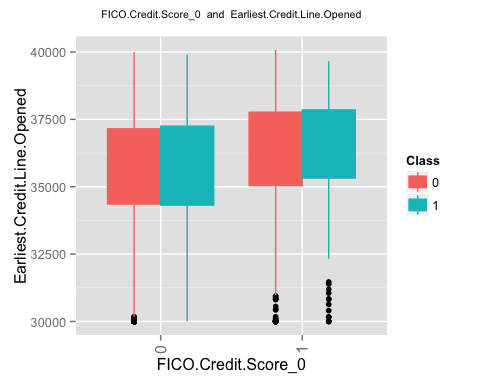 FICO.Credit.Score_0 and Earliest.Credit.Line.Opened
40000
37500
35000
32500
30000
Earliest.Credit.Line.Opened
0
1
FICO.Credit.Score_0
Class
0
1